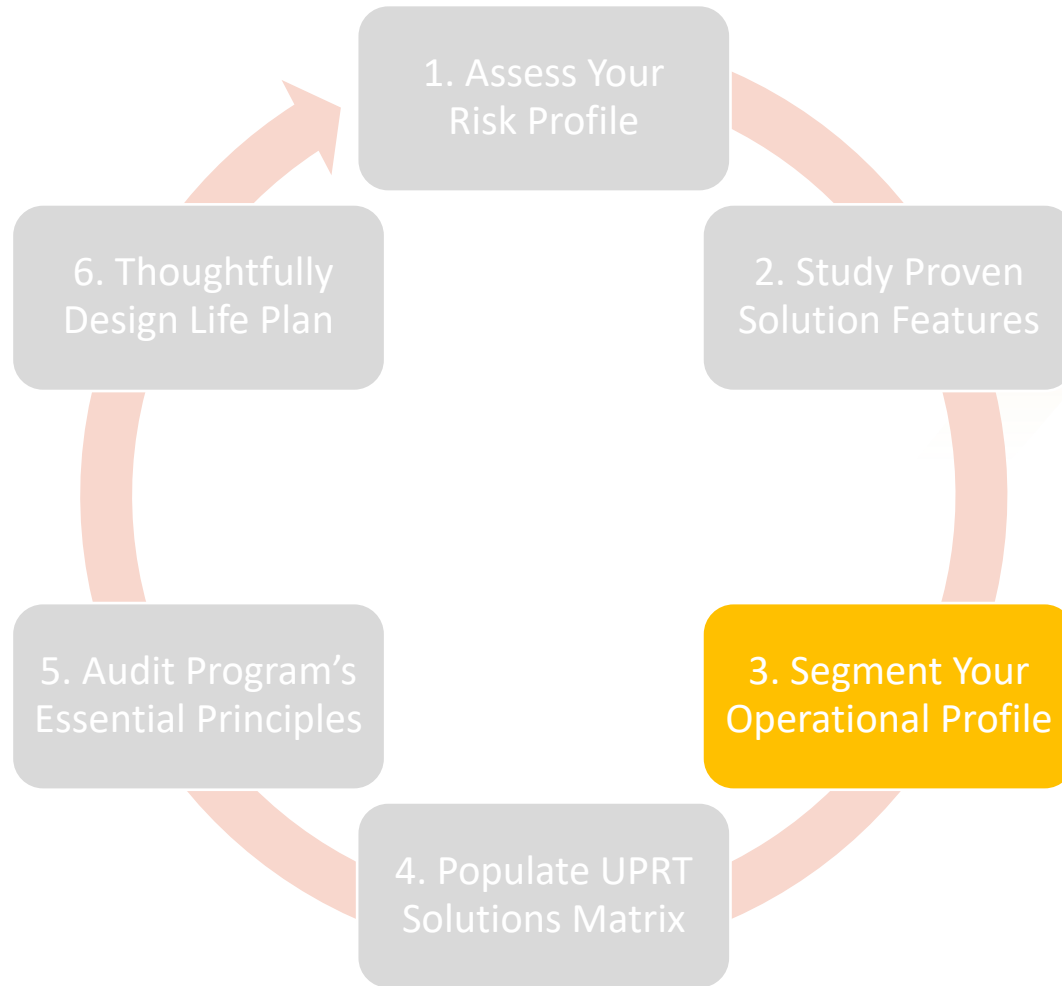 1. Assess Your
Risk Profile
2. Study Proven
Solution Features
3. Segment Your
Operational Profile
4. Populate UPRT
Solutions Matrix
5. Audit Program’s
Essential Principles
6. Thoughtfully
Design Life Plan